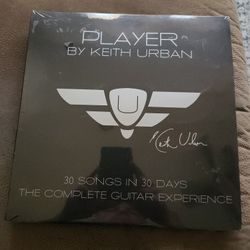 PLAYER
BY KEITH URBAN
U
Keith Urban
30 SONGS IN 30 DAYS
THE COMPLETE GUITAR EXPERIENCE